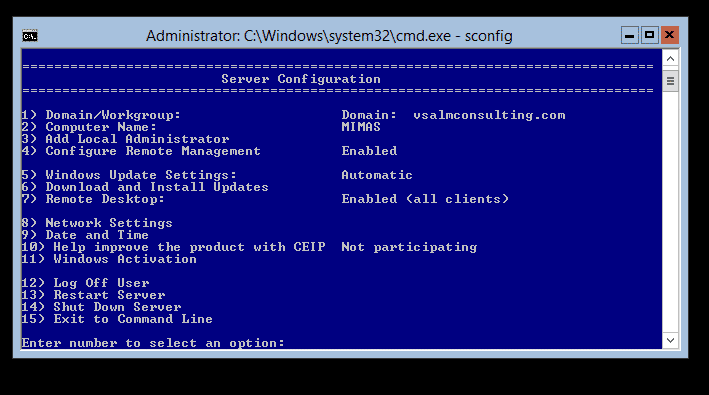 Administrator: C:\Windows\system32\cmd.exe - sconfig
===============================================================================
Server Configuration
===============================================================================
1) Domain/Workgroup: Domain: vsalmconsulting.com
2) Computer Name: MIMAS
3) Add Local Administrator
4) Configure Remote Management Enabled
5) Windows Update Settings: Automatic
6) Download and Install Updates
7) Remote Desktop: Enabled (all clients)
8) Network Settings
9) Date and Time
10) Help improve the product with CEIP Not participating
11) Windows Activation
12) Log Off User
13) Restart Server
14) Shut Down Server
15) Exit to Command Line
Enter number to select an option: